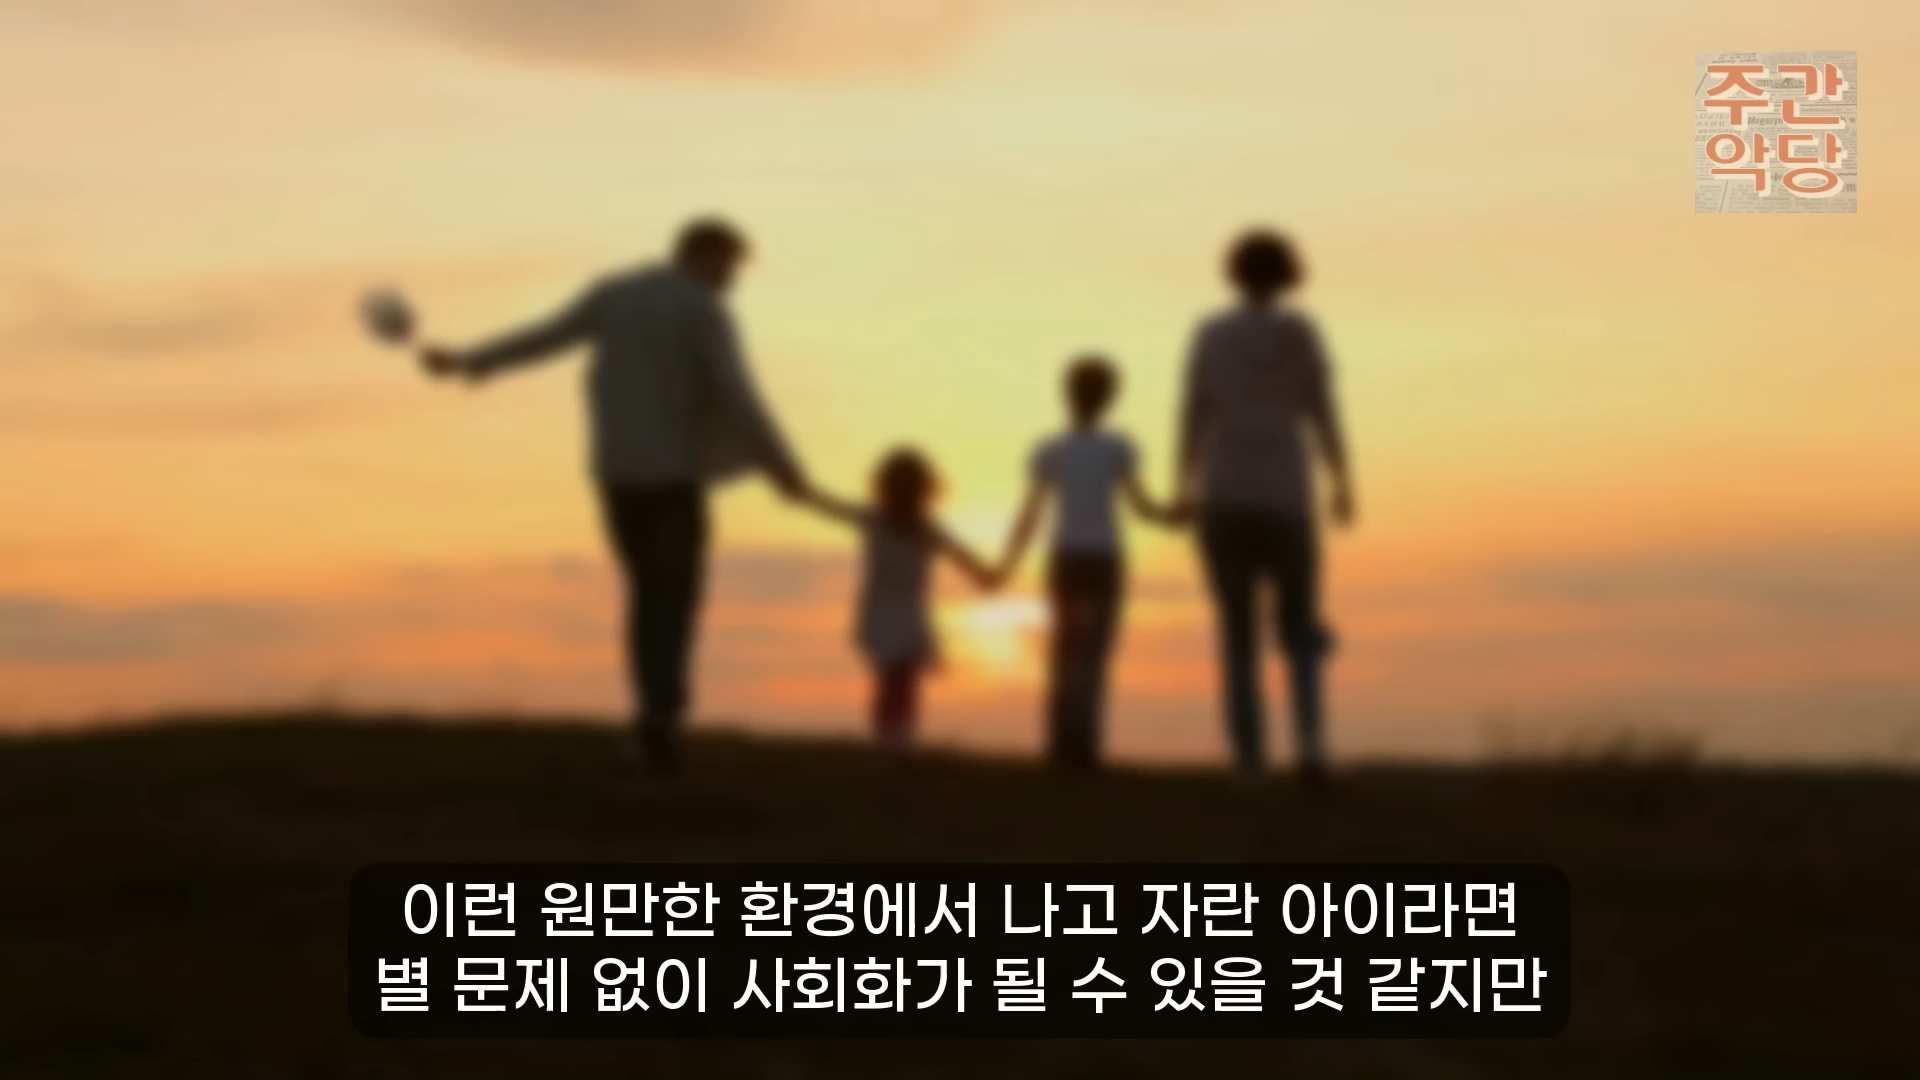 주간
악당
이런 원만한 환경에서 나고 자란 아이라면
별 문제 없이 사회화가 될 수 있을 것 같지만